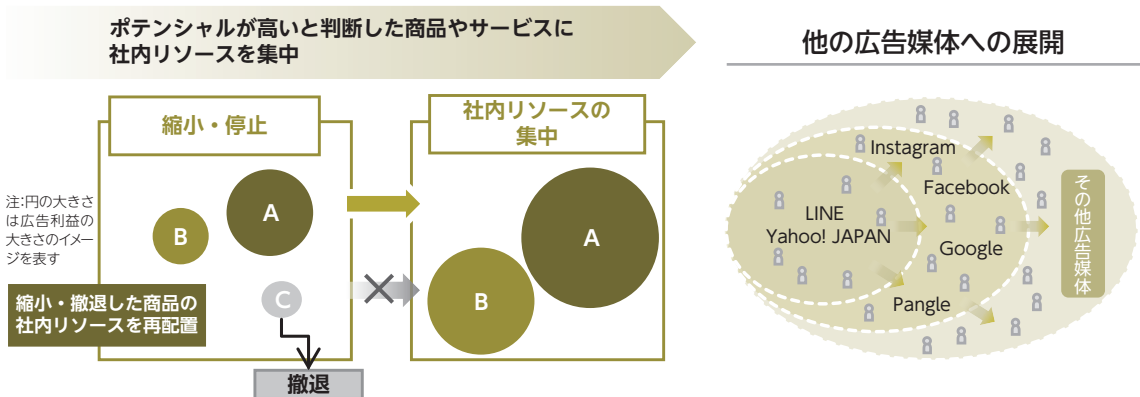 ポテンシャルが高いと判断した商品やサービスに
社内リソースを集中
縮小・停止
A
B
C
注:円の大きさ
は広告利益の
大きさのイメー
ジを表す
縮小・撤退した商品の
社内リソースを再配置
撤退
社内リソースの
集中
A
B
他の広告媒体への展開
LINE
Yahoo! JAPAN
Instagram
Facebook
Google
Pangle
その他広告媒体